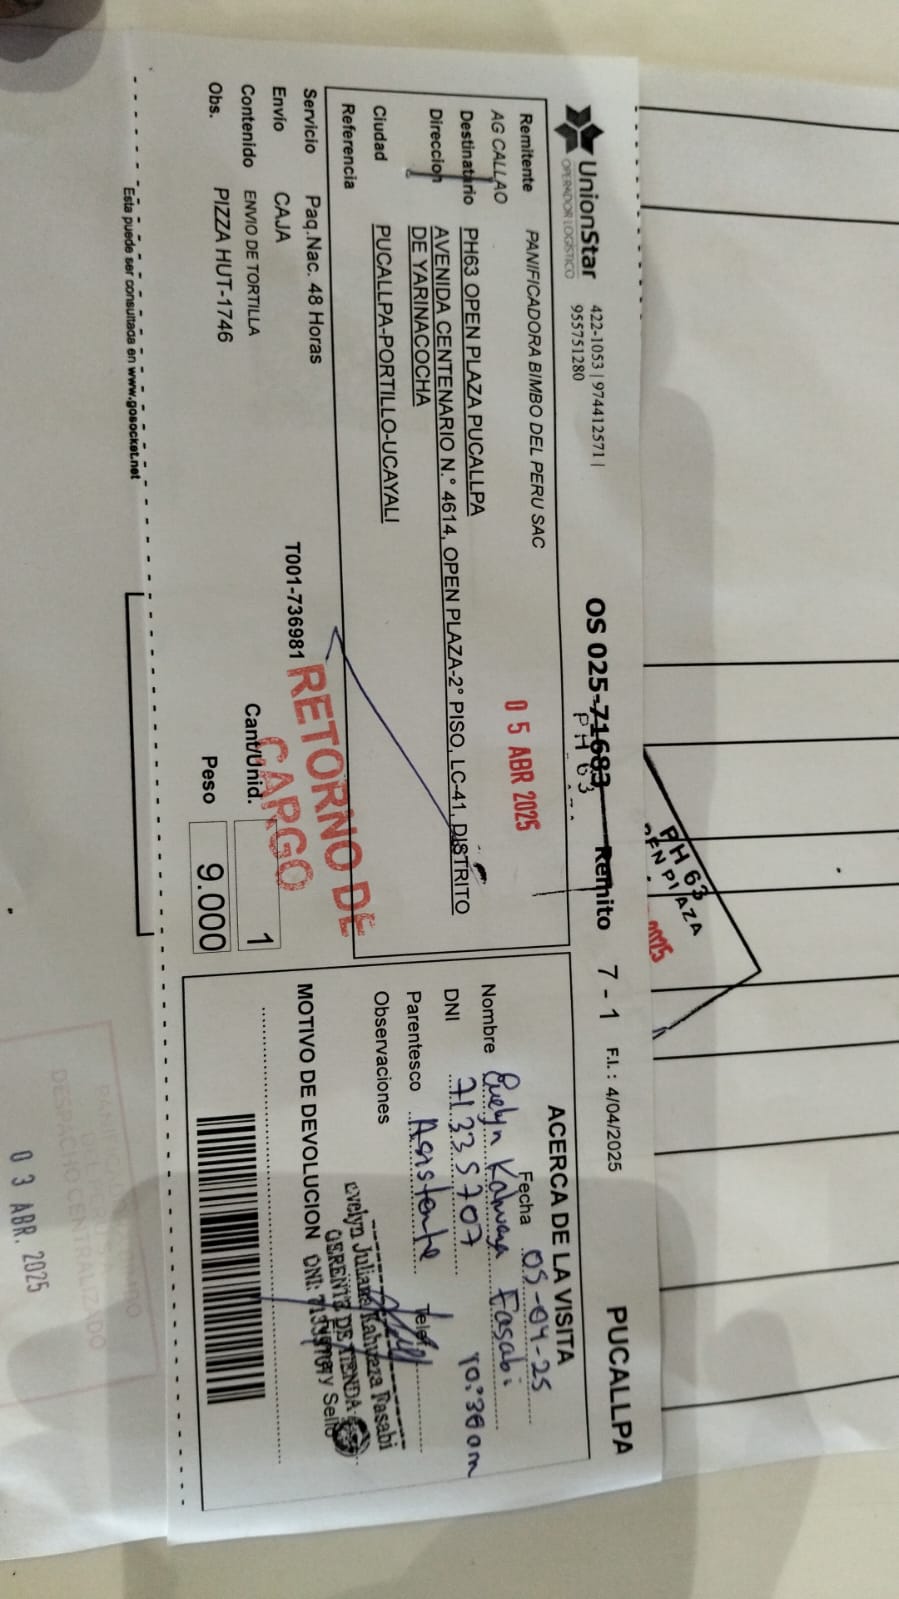 UnionStar
OPERADOR LOGISTICO
422-1053 | 974412571 |
955751280
OS 025-71683 Remito 7 - 1 F.I. : 4/04/2025 PUCALLPA
PH 63
Remitente PANIFICADORA BIMBO DEL PERU SAC
AG CALLAO
0 5 ABR 2025
Destinatario PH63 OPEN PLAZA PUCALLPA
Direccion AVENIDA CENTENARIO N.° 4614, OPEN PLAZA-2° PISO, LC-41, DISTRITO
DE YARINACOCHA
Ciudad PUCALLPA-PORTILLO-UCAYALI
Referencia
Servicio Paq.Nac. 48 Horas
T001-736981
RETORNO DE
CARGO
Envío CAJA
Contenido ENVIO DE TORTILLA
Cant/Unid. 1
Obs. PIZZA HUT-1746
Peso 9.000
Esta puede ser consultada en www.gosocket.net
ACERCA DE LA VISITA
Fecha 05-04-25
Nombre Evelyn Kahuaza Fasabi
10:30am
DNI 71335707
Parentesco Asistente
Telef
Observaciones
Evelyn Juliana Kahuaza Fasabi
GERENTE DE TIENDA
MOTIVO DE DEVOLUCION
DNI:
y Sello
PH 63
PLAZA
2025
DESPACHO CENTRALIZADO
0 3 ABR. 2025